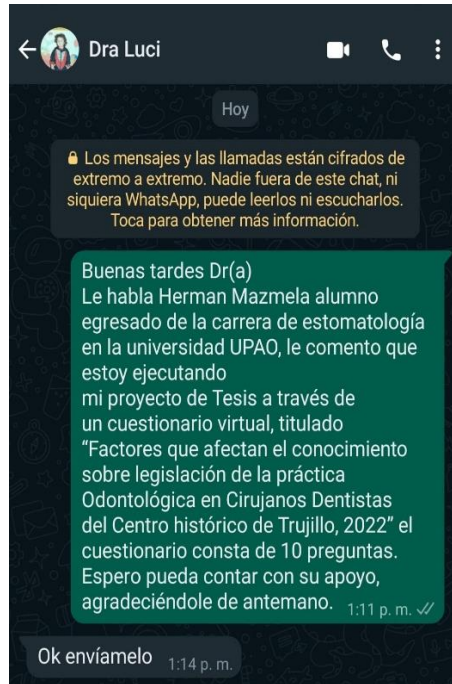 Dra Luci
Hoy
Los mensajes y las llamadas están cifrados de
extremo a extremo. Nadie fuera de este chat, ni
siquiera WhatsApp, puede leerlos ni escucharlos.
Toca para obtener más información.
Buenas tardes Dr(a)
Le habla Herman Mazmela alumno
egresado de la carrera de estomatología
en la universidad UPAO, le comento que
estoy ejecutando
mi proyecto de Tesis a través de
un cuestionario virtual, titulado
“Factores que afectan el conocimiento
sobre legislación de la práctica
Odontológica en Cirujanos Dentistas
del Centro histórico de Trujillo, 2022” el
cuestionario consta de 10 preguntas.
Espero pueda contar con su apoyo,
agradeciéndole de antemano. 1:11 p. m.
Ok envíamelo 1:14 p. m.